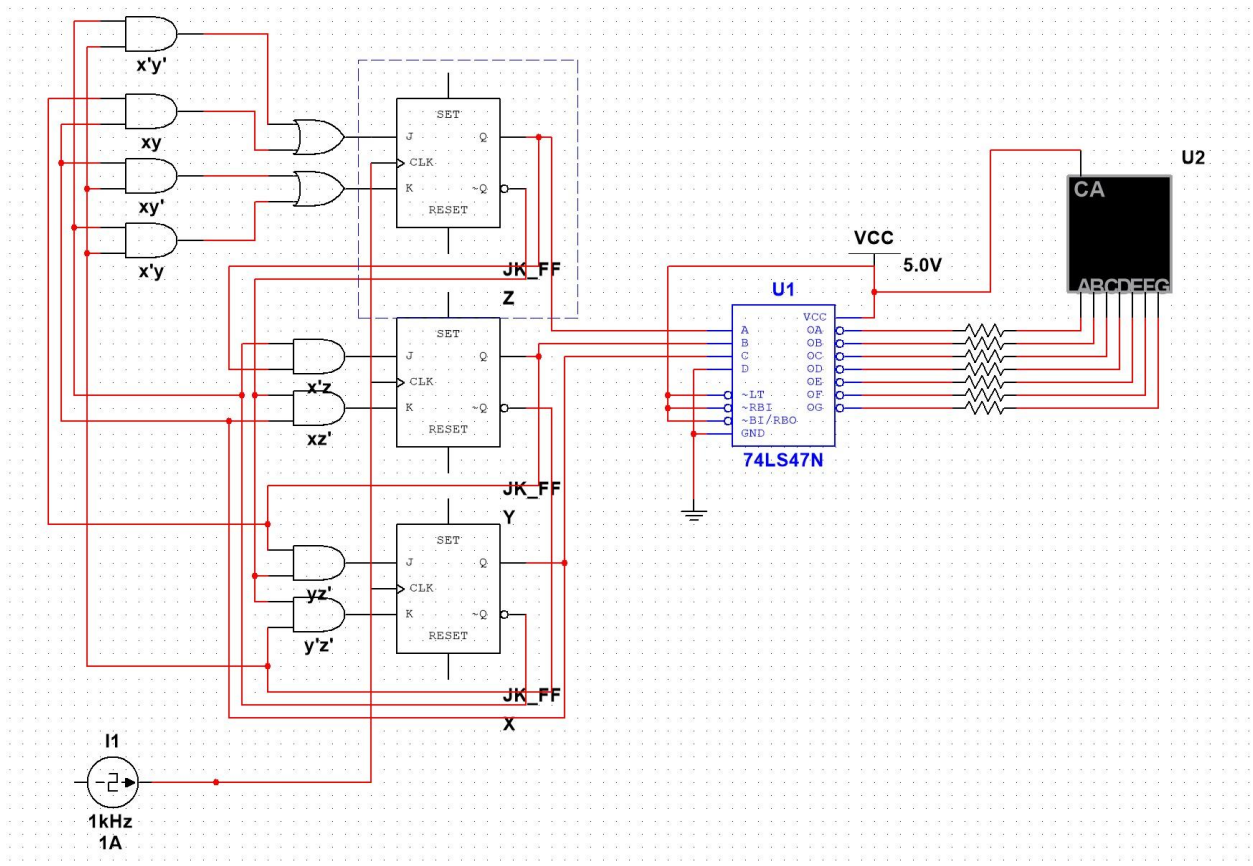 x'y'
xy
xy'
x'y
SET
J
Q
CLK
K
~Q
RESET
JK_FF
Z
SET
J
Q
CLK
K
~Q
RESET
JK_FF
Y
x'z
xz'
SET
J
Q
CLK
K
~Q
RESET
JK_FF
X
yz'
y'z'
I1
1kHz
1A
VCC
5.0V
U1
VCC
A
OA
B
OB
C
OC
D
OD
OE
~LT
OF
~RBI
OG
~BI/RBO
GND
74LS47N
U2
CA
ABCDEFG